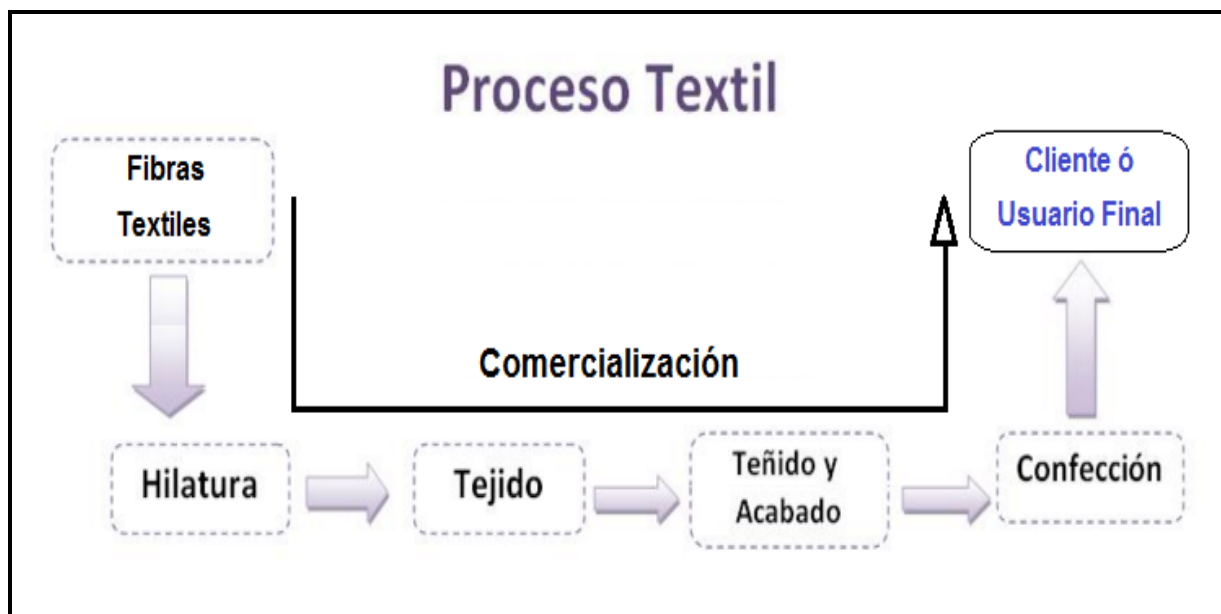 Proceso Textil
Fibras
Textiles
Cliente ó
Usuario Final
Comercialización
Hilatura
Tejido
Teñido y
Acabado
Confección